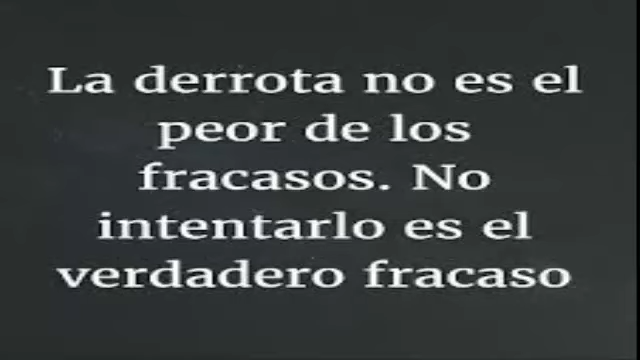 La derrota no es el
peor de los
fracasos. No
intentarlo es el
verdadero fracaso